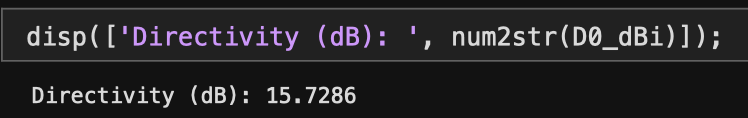 disp(['Directivity (dB): ', num2str(D0_dBi)]);
Directivity (dB): 15.7286